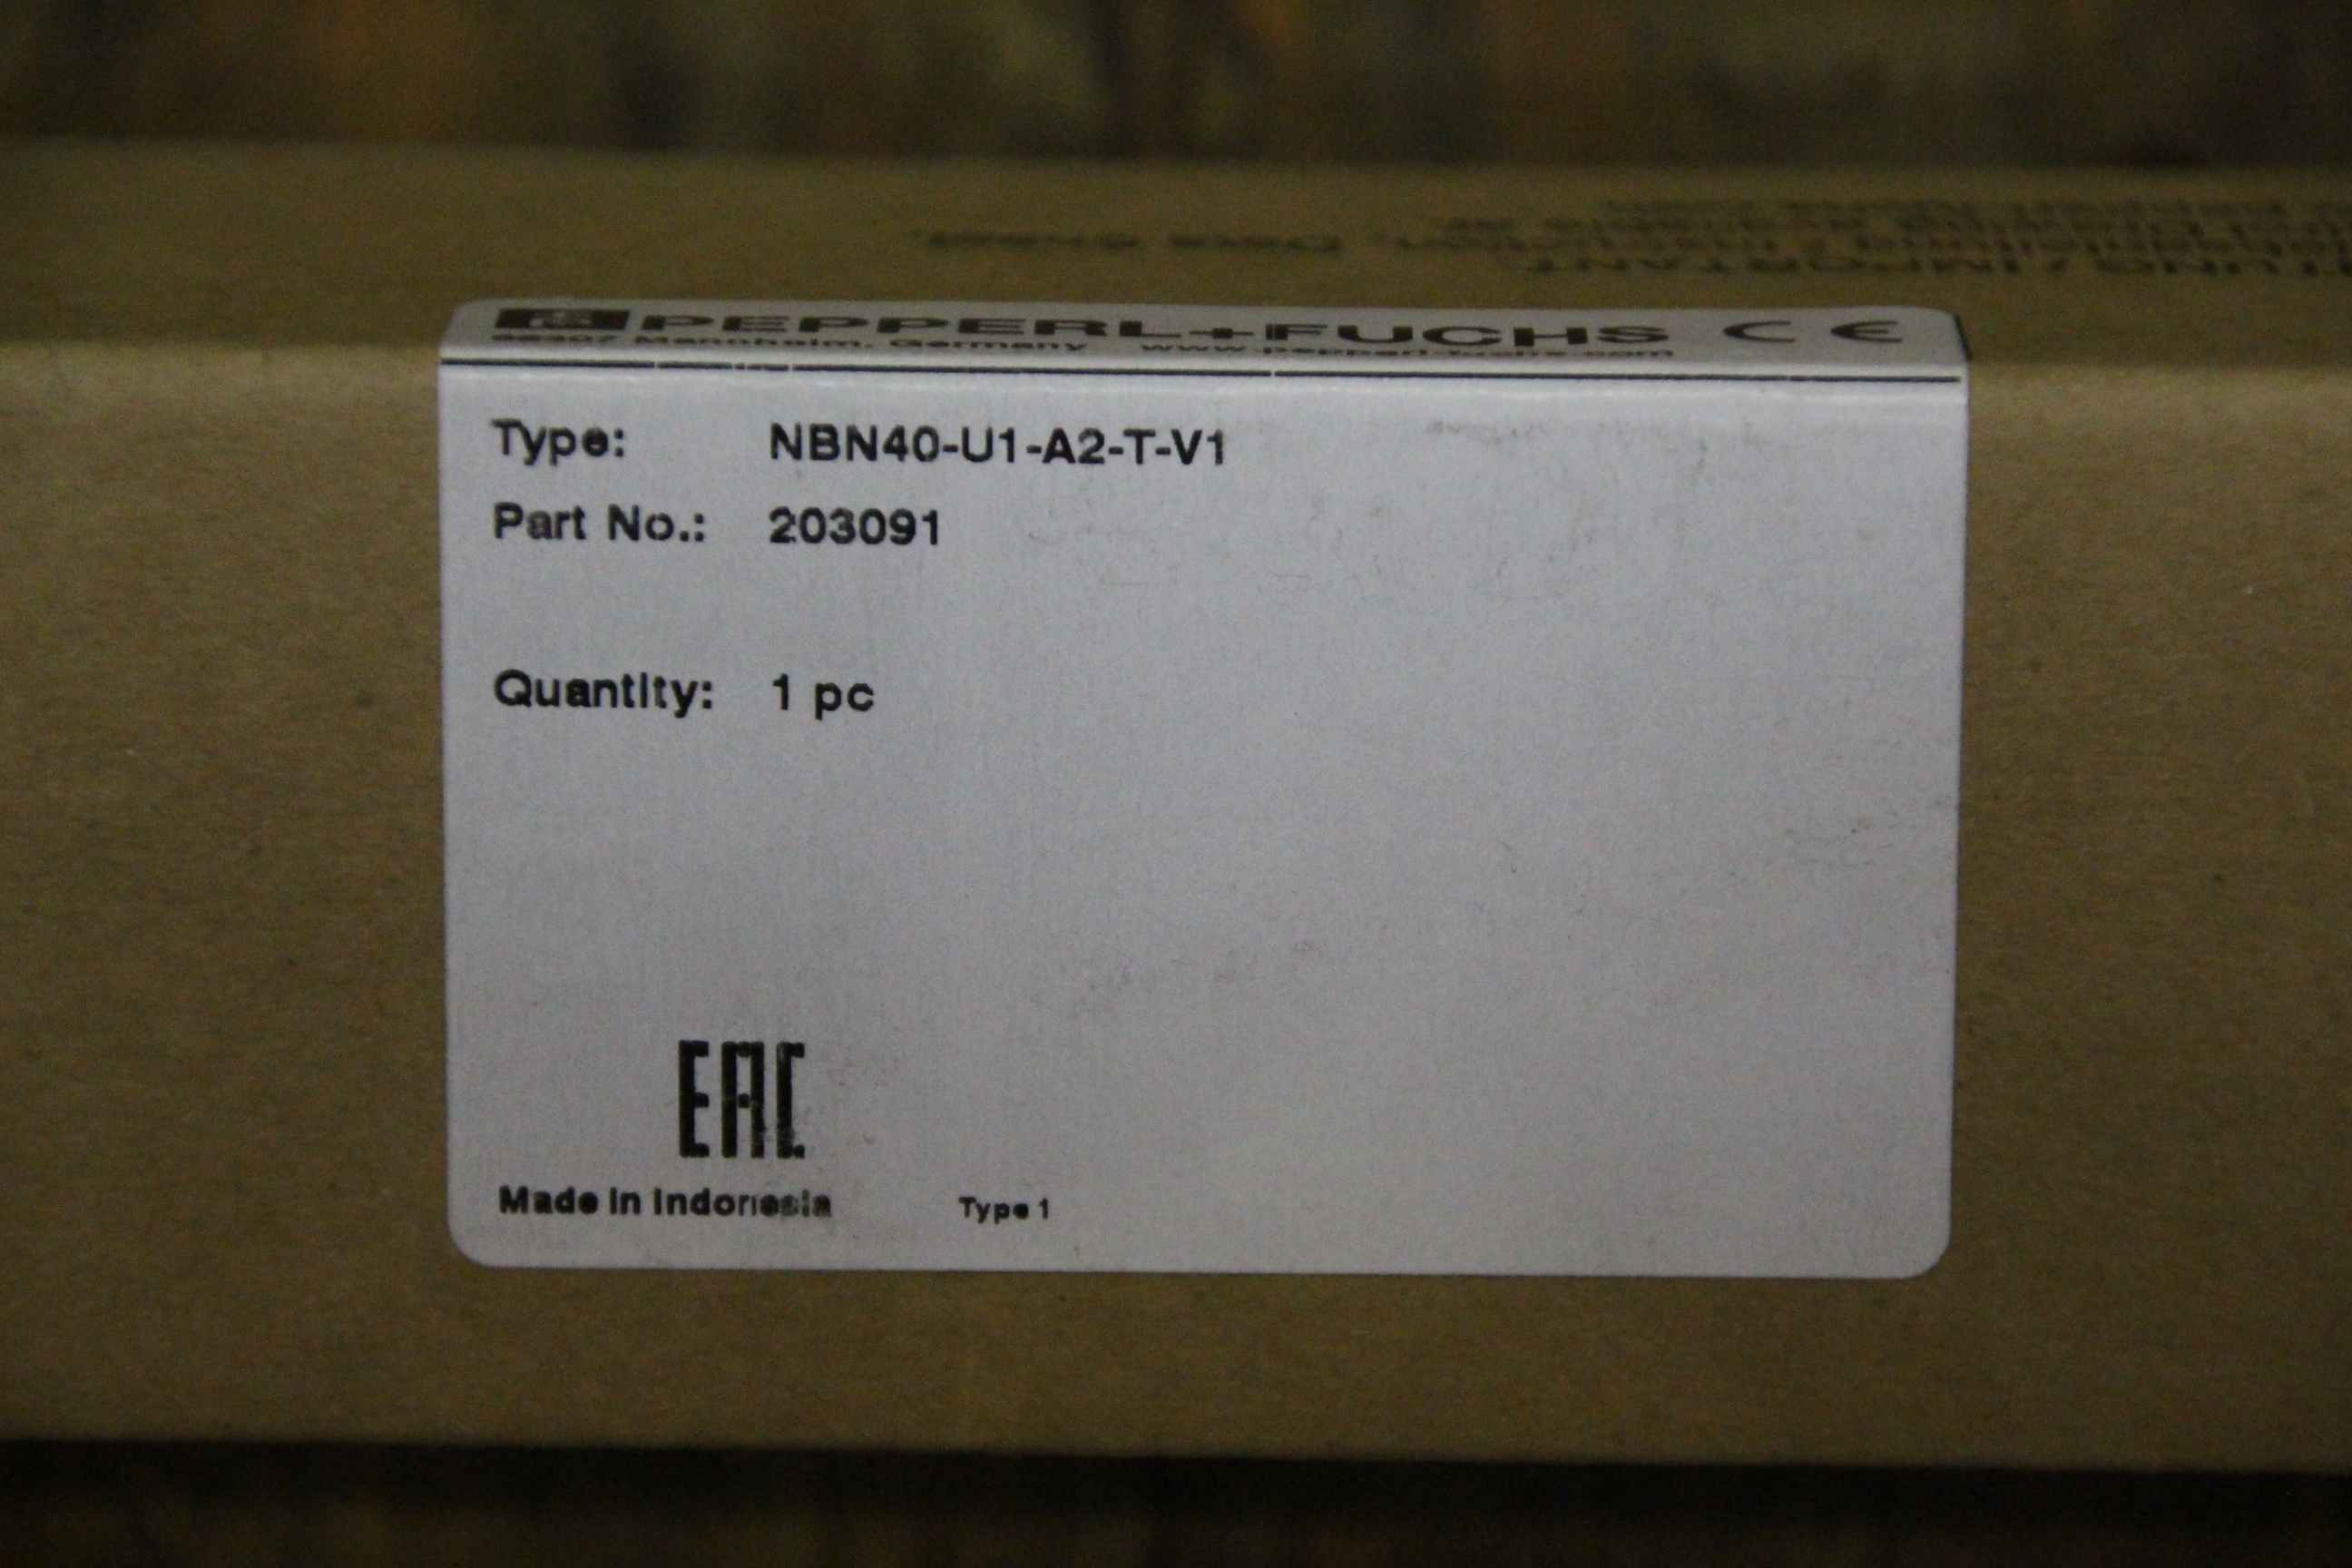 PEPPERL+FUCHS CE
68307 Mannheim, Germany www.pepperl-fuchs.com
Type: NBN40-U1-A2-T-V1
Part No.: 203091
Quantity: 1 pc
EAC
Made in Indonesia Type 1